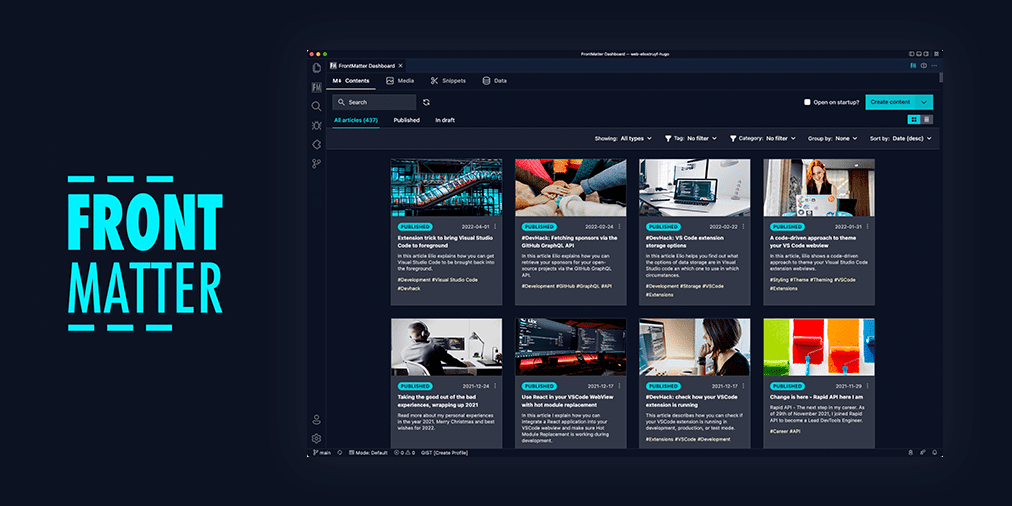 FRONT
MATTER
FrontMatter Dashboard — web-eliostruyf-hugo
FrontMatter Dashboard
Contents Media Snippets Data
Search
Open on startup? Create content
All articles (437) Published In draft
Showing: All types Tag: No filter Category: No filter Group by: None Sort by: Date (desc)
PUBLISHED 2022-04-01
Extension trick to bring Visual Studio
Code to foreground
In this article Elio explains how you can get
Visual Studio Code to be brought back into
the foreground.
#Development #Visual Studio Code
#Devhack
PUBLISHED 2022-02-24
#DevHack: Fetching sponsors via the
GitHub GraphQL API
In this article Elio explains how you can
retrieve your sponsors for your open-
source projects via the GitHub GraphQL
API.
#Development #GitHub #GraphQL #API
PUBLISHED 2022-02-22
#DevHack: VS Code extension
storage options
In this article Elio helps you find out what
the options of data storage are in Visual
Studio code an which one to use in which
circumstances.
#Development #Storage #VSCode
#Extensions
PUBLISHED 2022-01-31
A code-driven approach to theme
your VS Code webview
In this article, Elio shows a code-driven
approach to theme your Visual Studio Code
extension webviews.
#Styling #Theme #Theming #VSCode
#Extensions
PUBLISHED 2021-12-24
Taking the good out of the bad
experiences, wrapping up 2021
Read more about my personal experiences
in the year 2021. Merry Christmas and best
wishes for 2022.
PUBLISHED 2021-12-17
Use React in your VSCode WebView
with hot module replacement
In this article I explain how you can
integrate a React application into your
VSCode webview and make sure Hot
Module Replacement is working during
development.
PUBLISHED 2021-12-17
#DevHack: check how your VSCode
extension is running
This article describes how you can check if
your VSCode extension is running in
development, production, or test mode.
#Extensions #VSCode #Development
PUBLISHED 2021-11-29
Change is here - Rapid API here I am
Rapid API - The next step in my career. As
of 29th of November 2021, I joined Rapid
API to become a Lead DevTools Engineer.
#Career #API
main Mode: Default 0 0 GIST [Create Profile]